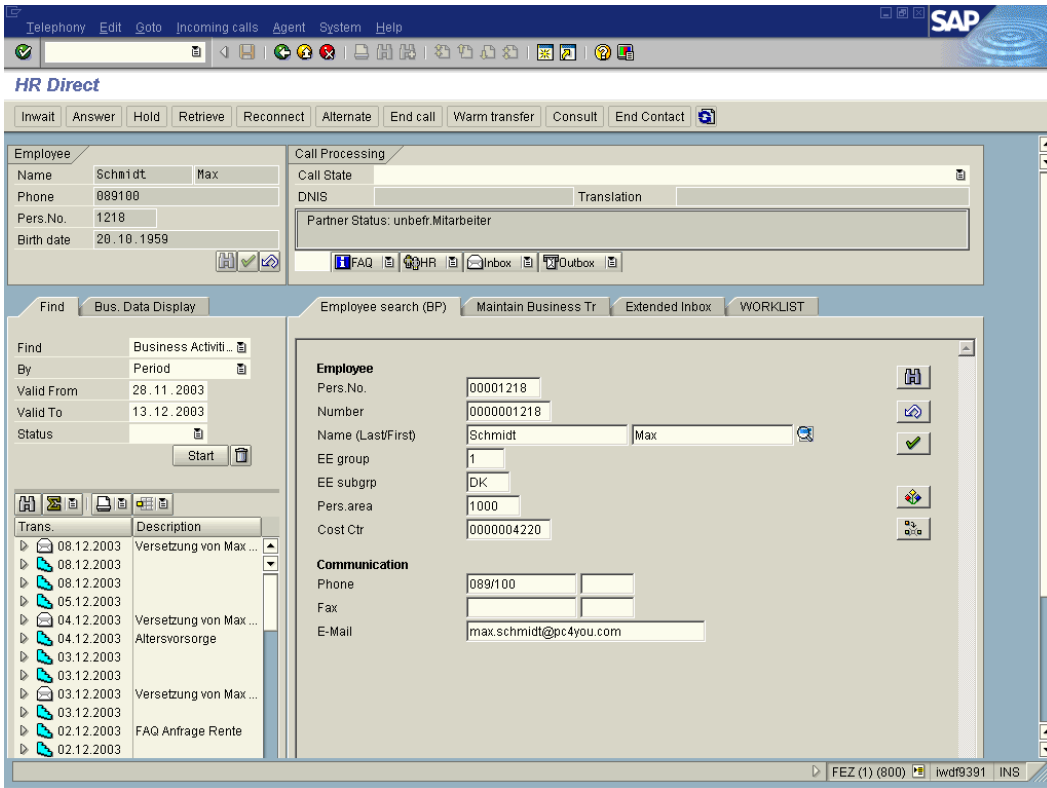 Telephony Edit Goto Incoming calls Agent System Help
SAP
HR Direct
Inwait Answer Hold Retrieve Reconnect Alternate End call Warm transfer Consult End Contact
Employee
Name Schmidt Max
Phone 089100
Pers.No. 1218
Birth date 20.10.1959
Call Processing
Call State
DNIS Translation
Partner Status: unbefr.Mitarbeiter
FAQ HR Inbox Outbox
Find Bus. Data Display
Find Business Activiti...
By Period
Valid From 28.11.2003
Valid To 13.12.2003
Status
Start
Trans. Description
08.12.2003 Versetzung von Max ...
08.12.2003
08.12.2003
05.12.2003
04.12.2003 Versetzung von Max ...
04.12.2003 Altersvorsorge
03.12.2003
03.12.2003
03.12.2003 Versetzung von Max ...
03.12.2003
02.12.2003 FAQ Anfrage Rente
02.12.2003
Employee search (BP) Maintain Business Tr Extended Inbox WORKLIST
Employee
Pers.No. 00001218
Number 0000001218
Name (Last/First) Schmidt Max
EE group 1
EE subgrp DK
Pers.area 1000
Cost Ctr 0000004220
Communication
Phone 089/100
Fax
E-Mail max.schmidt@pc4you.com
FEZ (1) (800) iwdf9391 INS